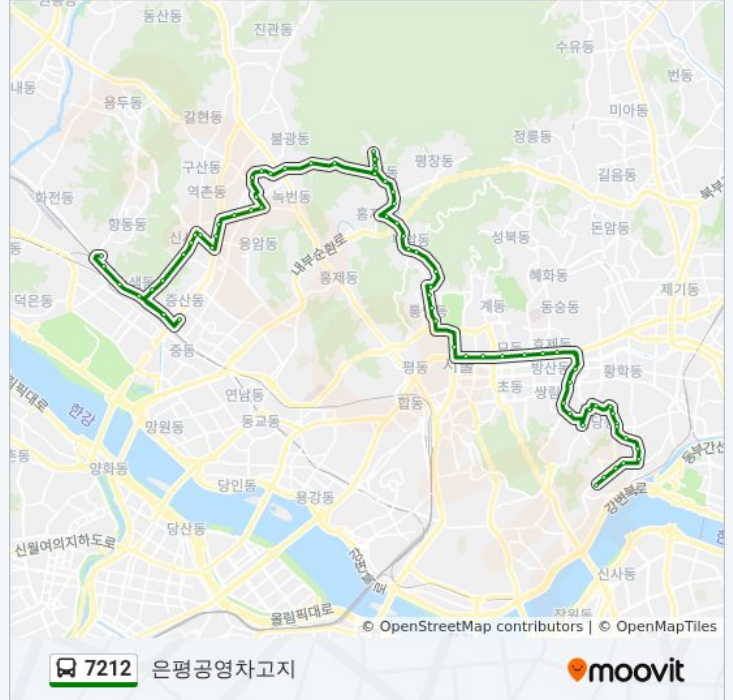 동산동
진관동
수유동
내동
용두동
번동
갈현동
미아동
불광동
정릉동
구산동
평창동
역촌동
길음동
화전동
녹번동
향동동
돈암동
성북동
응암동
내부순환로
홍제동
혜화동
제기동
덕은동
증산동
계동
동숭동
중동
평동
방산동
황학동
초동
연남동
합동
한강
동교동
망원동
양화동
당인동
용강동
강변북로
당산동
신월여의지하도로
신사동
올림픽대로
잠원동
© OpenStreetMap contributors | © OpenMapTiles
7212 은평공영차고지
moovit